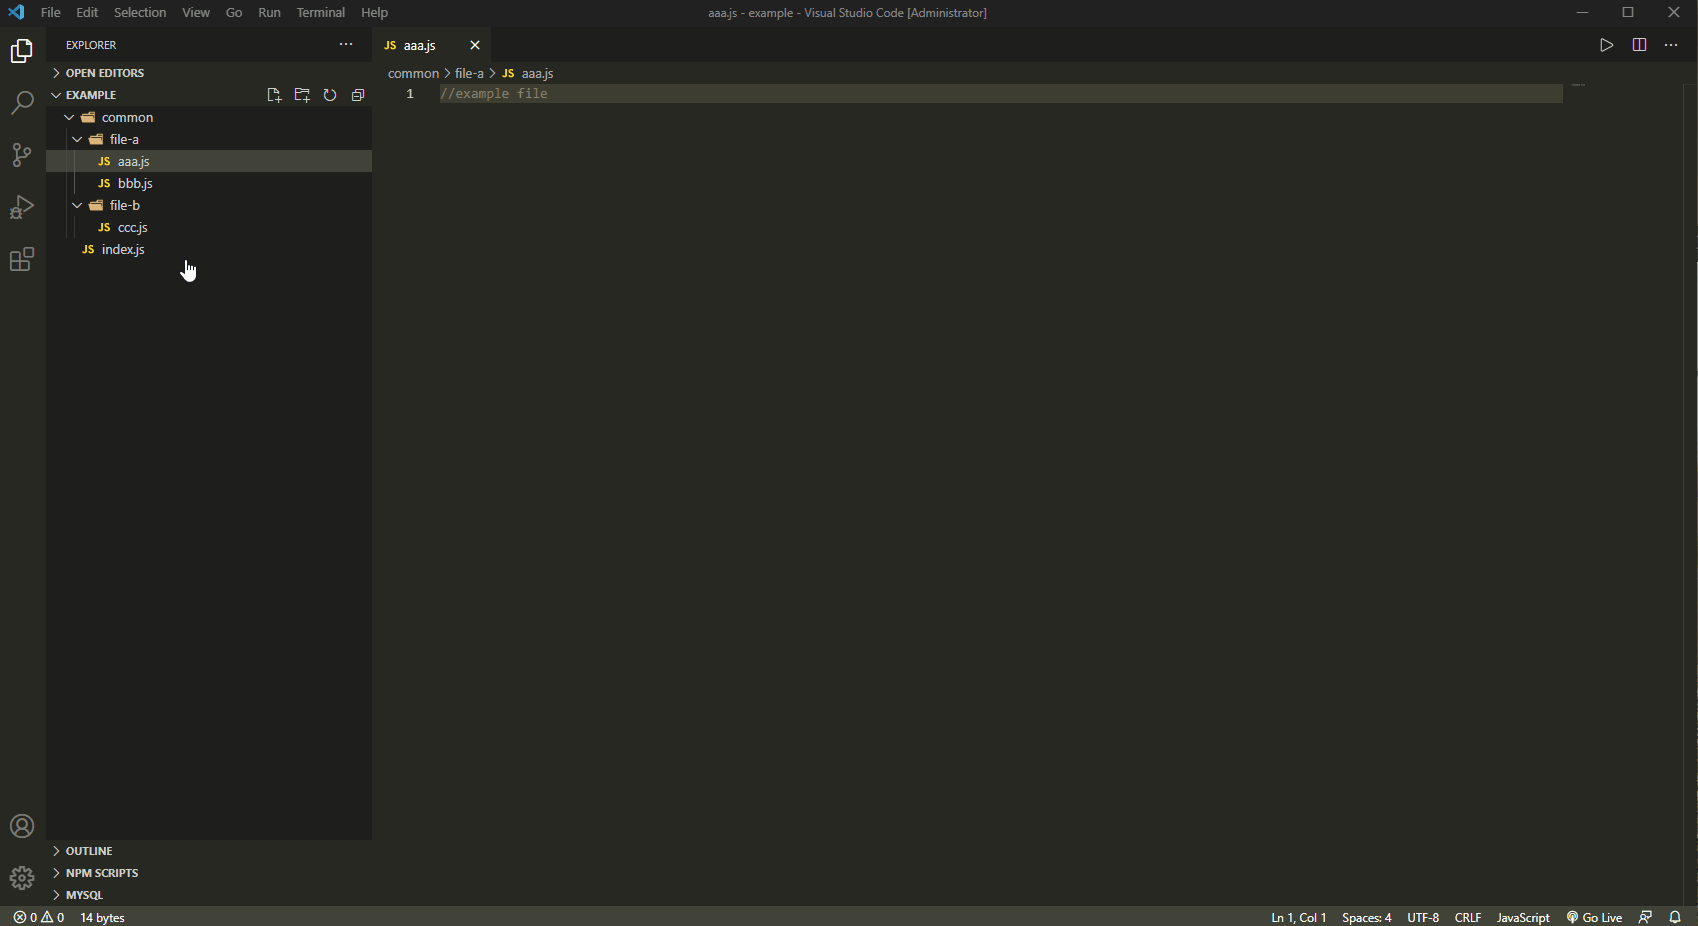 File Edit Selection View Go Run Terminal Help aaa.js - example - Visual Studio Code [Administrator]
EXPLORER
JS aaa.js
OPEN EDITORS
common > file-a > JS aaa.js
EXAMPLE
1 //example file
common
file-a
JS aaa.js
JS bbb.js
file-b
JS ccc.js
JS index.js
OUTLINE
NPM SCRIPTS
MYSQL
0 0 14 bytes Ln 1, Col 1 Spaces: 4 UTF-8 CRLF JavaScript Go Live